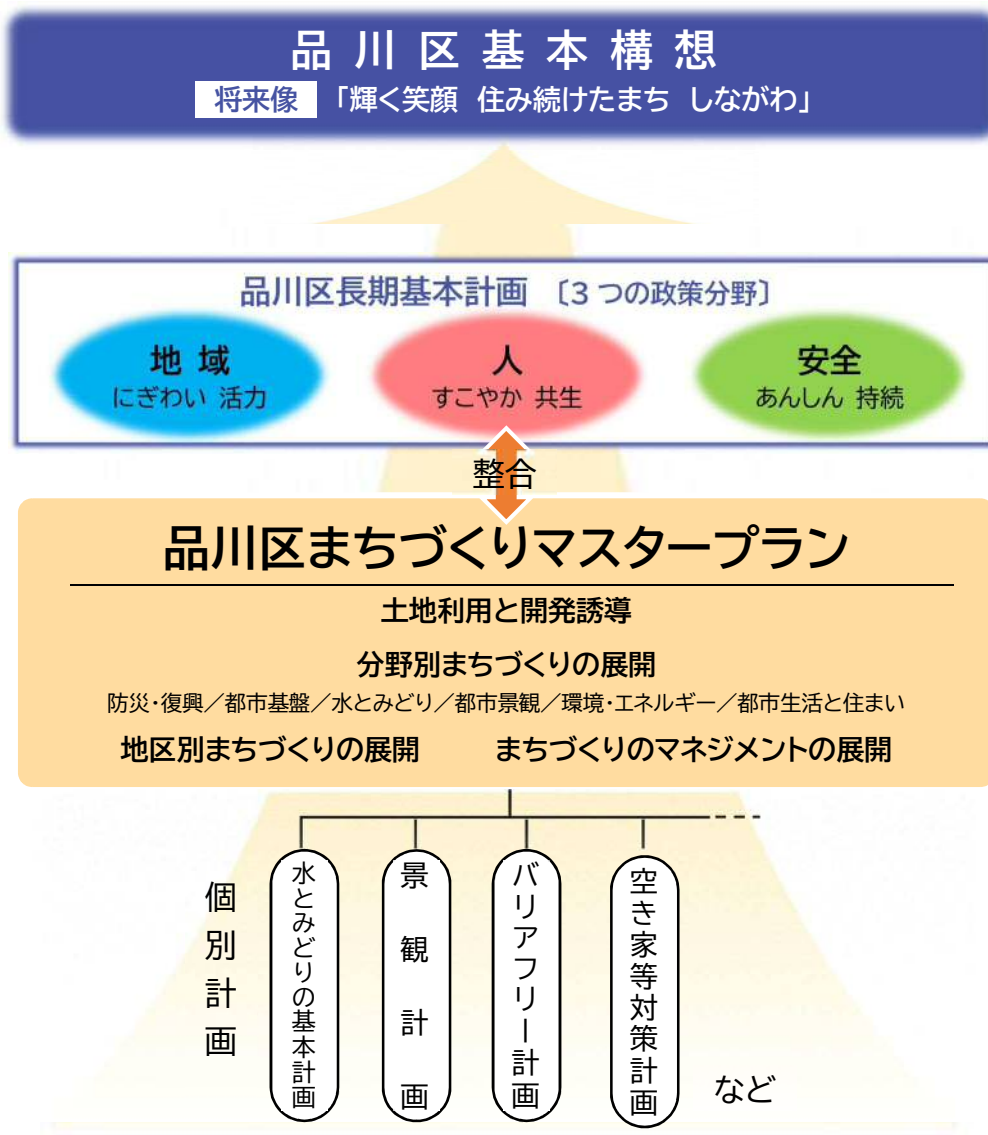 品川区基本構想
将来像 「輝く笑顔 住み続けたまち しながわ」
品川区長期基本計画 〔3つの政策分野〕
地域
にぎわい 活力
人
すこやか 共生
安全
あんしん 持続
整合
品川区まちづくりマスタープラン
土地利用と開発誘導
分野別まちづくりの展開
防災・復興／都市基盤／水とみどり／都市景観／環境・エネルギー／都市生活と住まい
地区別まちづくりの展開 まちづくりのマネジメントの展開
個別計画
水とみどりの基本計画
景観計画
バリアフリー計画
空き家等対策計画
など